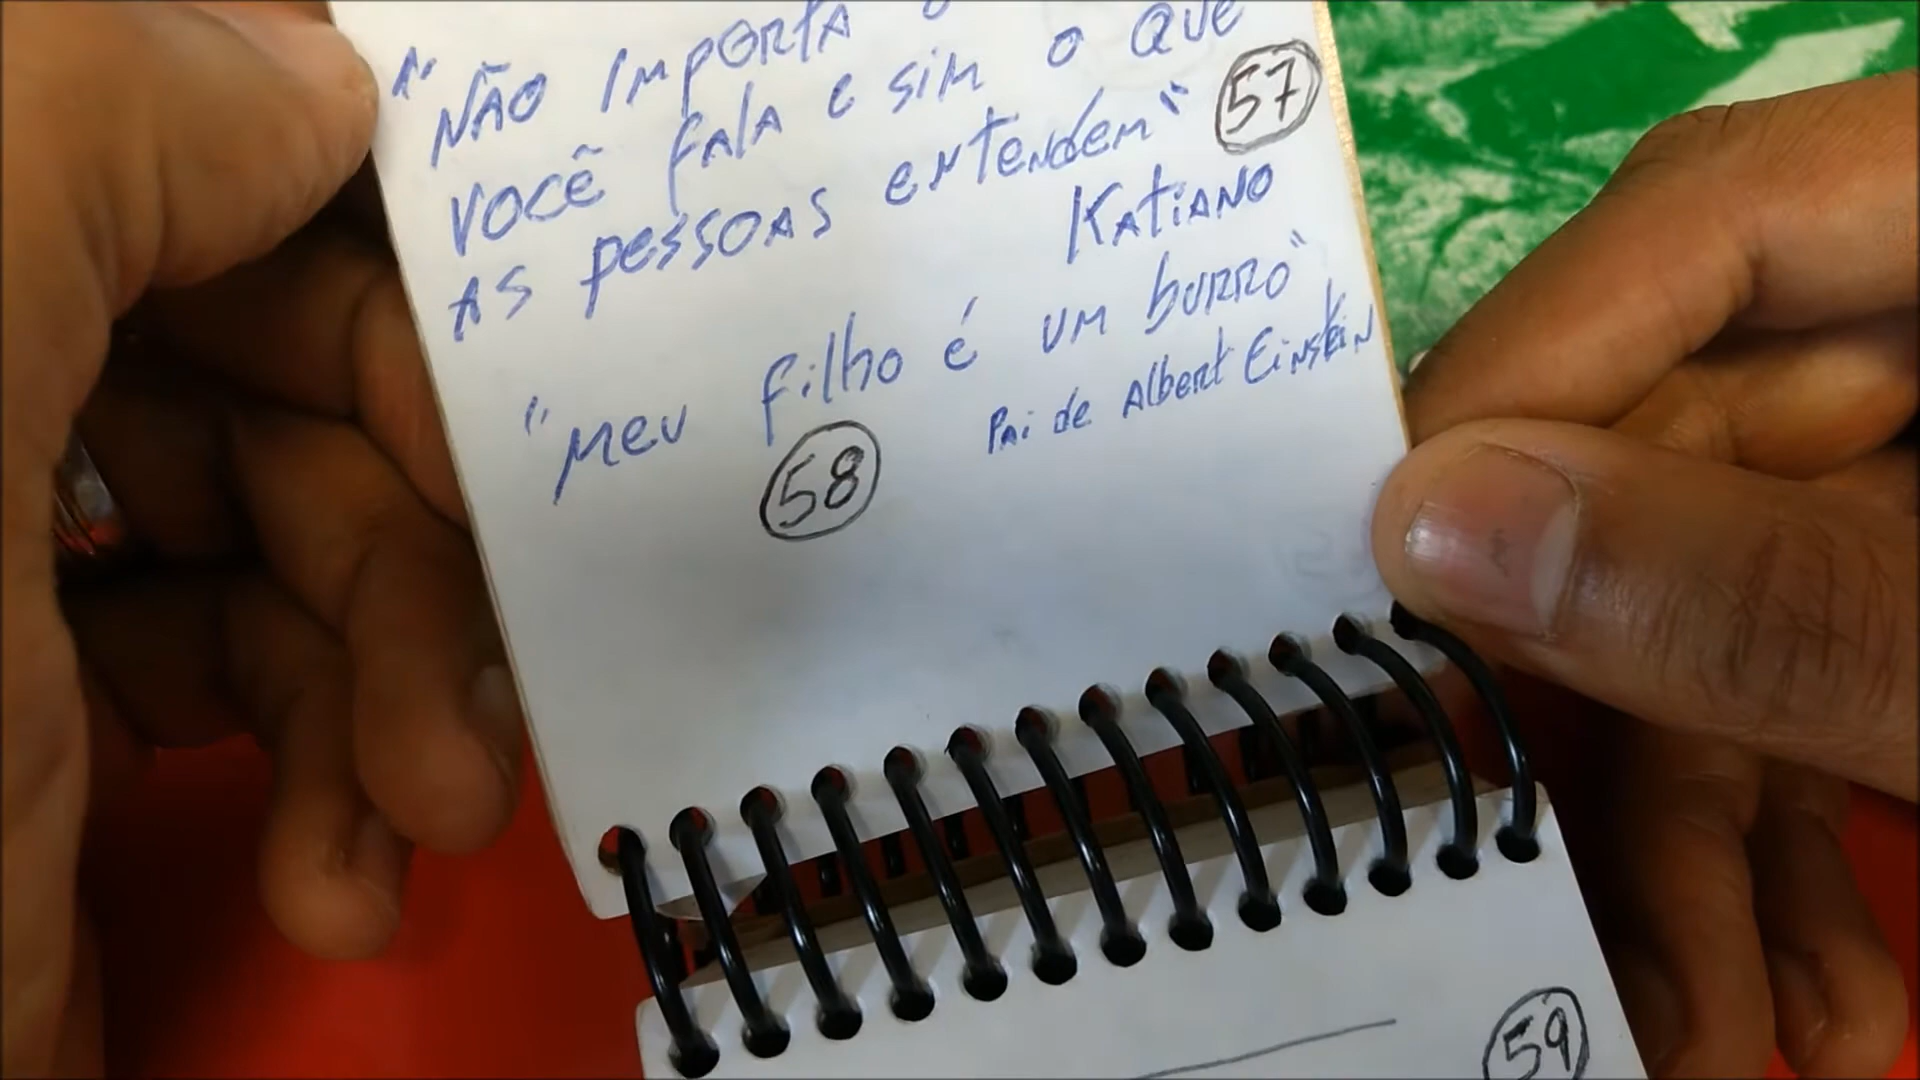 "NÃO IMPORTA O
VOCÊ FALA e sim o QUE
AS pessoAS entendem" 57
KATIANO
"Meu filho é um burro"
58 Pai de Albert Einstein
59